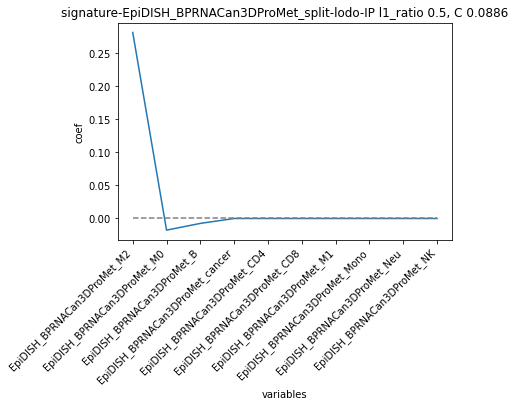 signature-EpiDISH_BPRNACan3DProMet_split-lodo-IP l1_ratio 0.5, C 0.0886
0.25
0.20
0.15
0.10
0.05
0.00
coef
EpiDISH_BPRNACan3DProMet_M2
EpiDISH_BPRNACan3DProMet_M0
EpiDISH_BPRNACan3DProMet_B
EpiDISH_BPRNACan3DProMet_cancer
EpiDISH_BPRNACan3DProMet_CD4
EpiDISH_BPRNACan3DProMet_CD8
EpiDISH_BPRNACan3DProMet_M1
EpiDISH_BPRNACan3DProMet_Mono
EpiDISH_BPRNACan3DProMet_Neu
EpiDISH_BPRNACan3DProMet_NK
variables